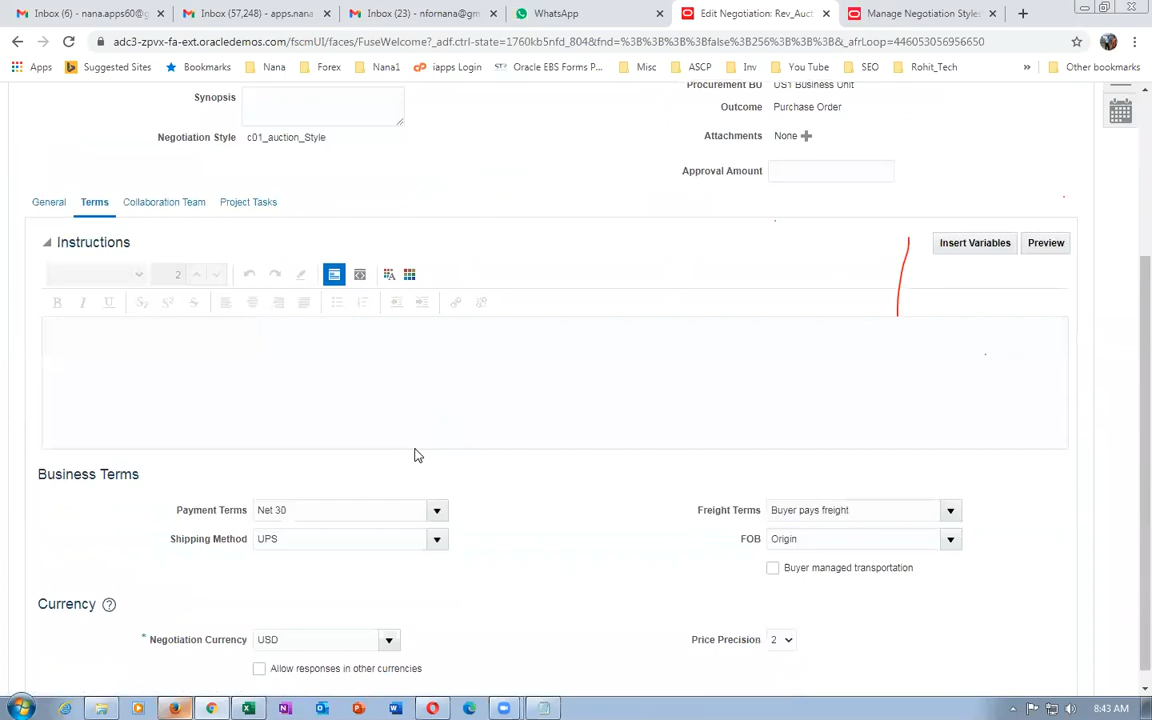 Inbox (6) - nana.apps60@g
Inbox (57,248) - apps.nana
Inbox (23) - nfornana@gm
WhatsApp
Edit Negotiation: Rev_Auct
Manage Negotiation Styles
adc3-zpvx-fa-ext.oracledemos.com/fscmUI/faces/FuseWelcome?_adf.ctrl-state=1760kb5nfd_804&fnd=%3B%3B%3B%3Bfalse%3B256%3B%3B%3B&_afrLoop=446053056956650
Apps
Suggested Sites
Bookmarks
Nana
Forex
Nana1
iapps Login
Oracle EBS Forms P...
Misc
ASCP
Inv
You Tube
SEO
Rohit_Tech
»
Other bookmarks
Procurement BU US1 Business Unit
Synopsis
Outcome Purchase Order
Negotiation Style c01_auction_Style
Attachments None
Approval Amount
General Terms Collaboration Team Project Tasks
Instructions
Insert Variables Preview
2
B I U S2 S2 S
Business Terms
Payment Terms Net 30
Freight Terms Buyer pays freight
Shipping Method UPS
FOB Origin
Buyer managed transportation
Currency ?
* Negotiation Currency USD
Price Precision 2
Allow responses in other currencies
8:43 AM